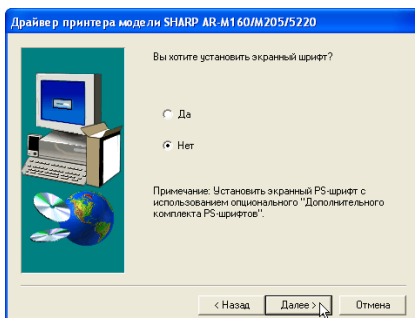 Драйвер принтера модели SHARP AR-M160/M205/5220
Вы хотите установить экранный шрифт?
Да
Нет
Примечание: Установить экранный PS-шрифт с
использованием опционального "Дополнительного
комплекта PS-шрифтов".
< Назад
Далее >
Отмена